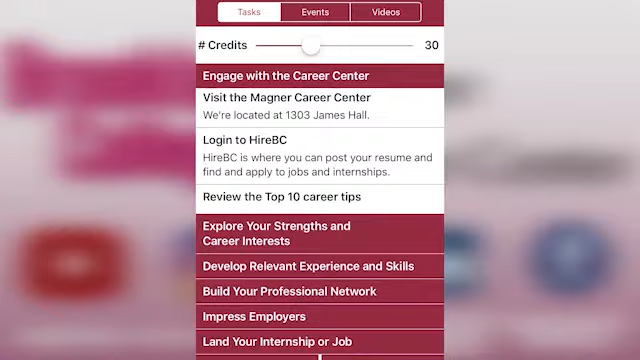 Tasks Events Videos
# Credits 30
Engage with the Career Center
Visit the Magner Career Center
We're located at 1303 James Hall.
Login to HireBC
HireBC is where you can post your resume and
find and apply to jobs and internships.
Review the Top 10 career tips
Explore Your Strengths and
Career Interests
Develop Relevant Experience and Skills
Build Your Professional Network
Impress Employers
Land Your Internship or Job